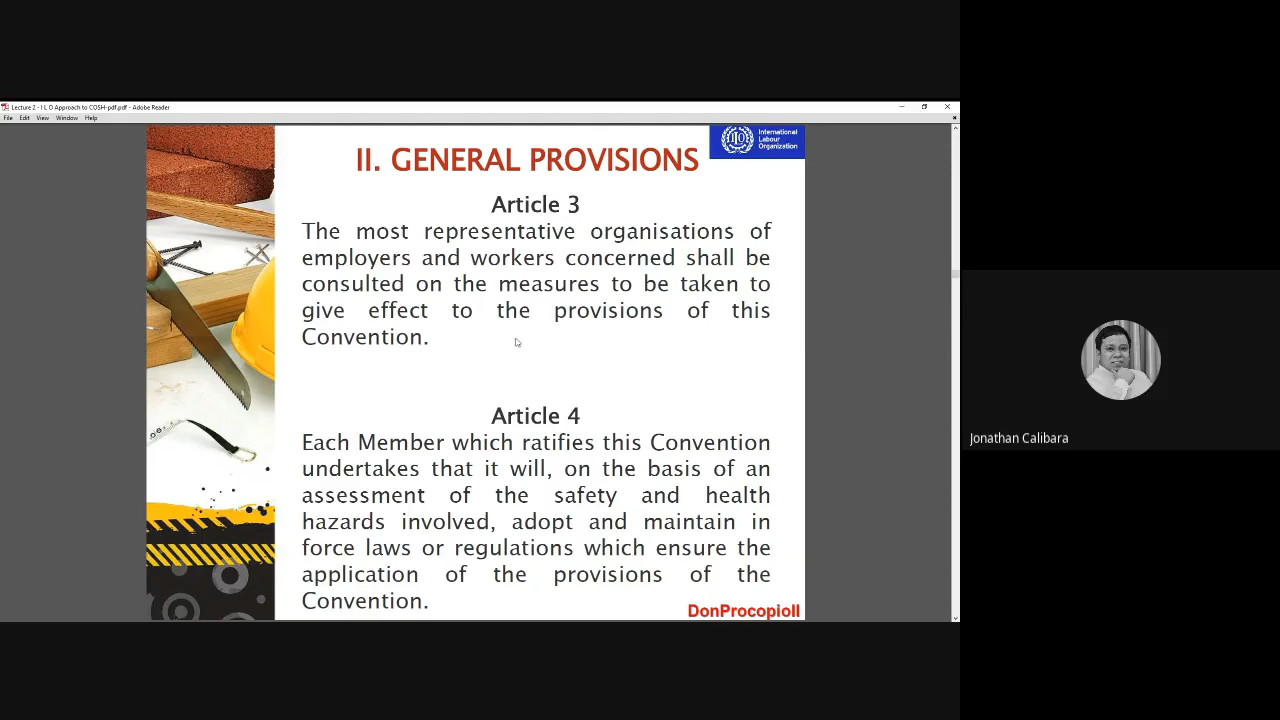 Lecture 2 - I L O Approach to COSH-pdf.pdf - Adobe Reader
File Edit View Window Help
International
Labour
Organization
II. GENERAL PROVISIONS
Article 3
The most representative organisations of
employers and workers concerned shall be
consulted on the measures to be taken to
give effect to the provisions of this
Convention.
Article 4
Each Member which ratifies this Convention
undertakes that it will, on the basis of an
assessment of the safety and health
hazards involved, adopt and maintain in
force laws or regulations which ensure the
application of the provisions of the
Convention.
DonProcopioII
Jonathan Calibara